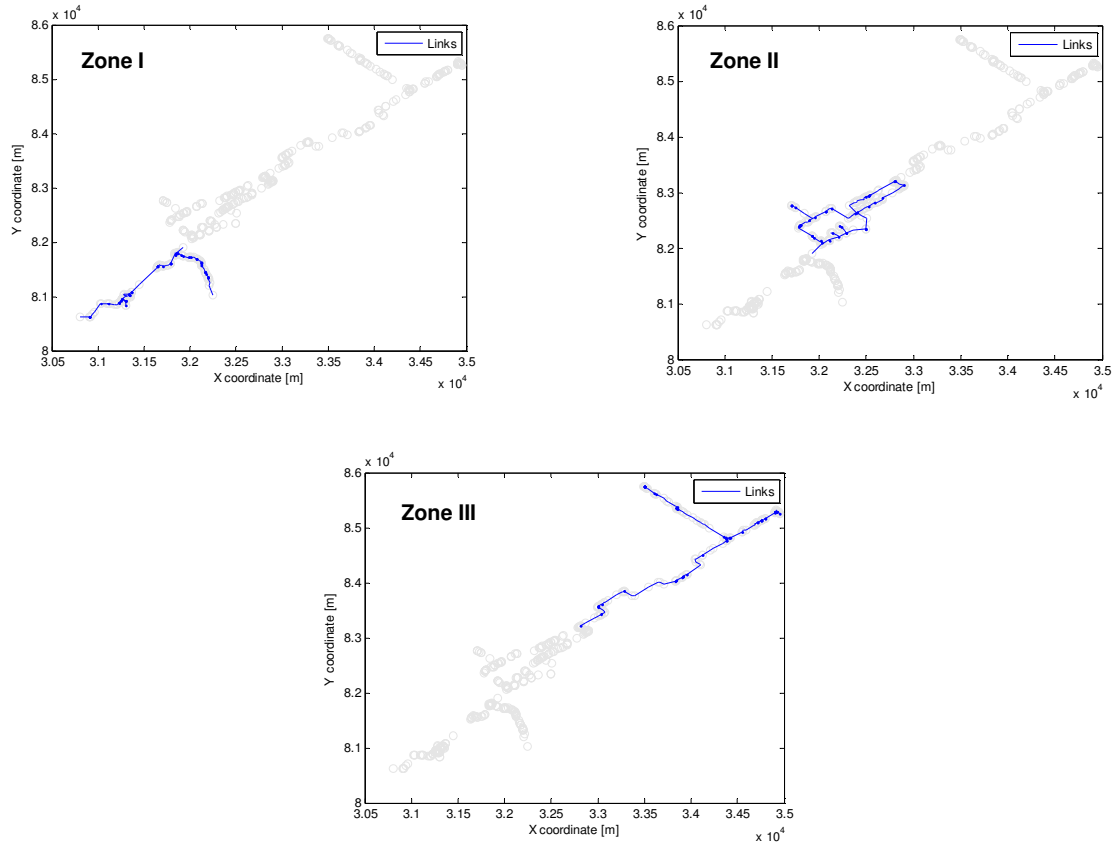 x 10^4
8.6
Zone I
Links
8.5
8.4
8.3
8.2
8.1
8
Y coordinate [m]
3.05 3.1 3.15 3.2 3.25 3.3 3.35 3.4 3.45 3.5
X coordinate [m]
x 10^4
x 10^4
8.6
Zone II
Links
8.5
8.4
8.3
8.2
8.1
8
Y coordinate [m]
3.05 3.1 3.15 3.2 3.25 3.3 3.35 3.4 3.45 3.5
X coordinate [m]
x 10^4
x 10^4
8.6
Zone III
Links
8.5
8.4
8.3
8.2
8.1
8
Y coordinate [m]
3.05 3.1 3.15 3.2 3.25 3.3 3.35 3.4 3.45 3.5
X coordinate [m]
x 10^4